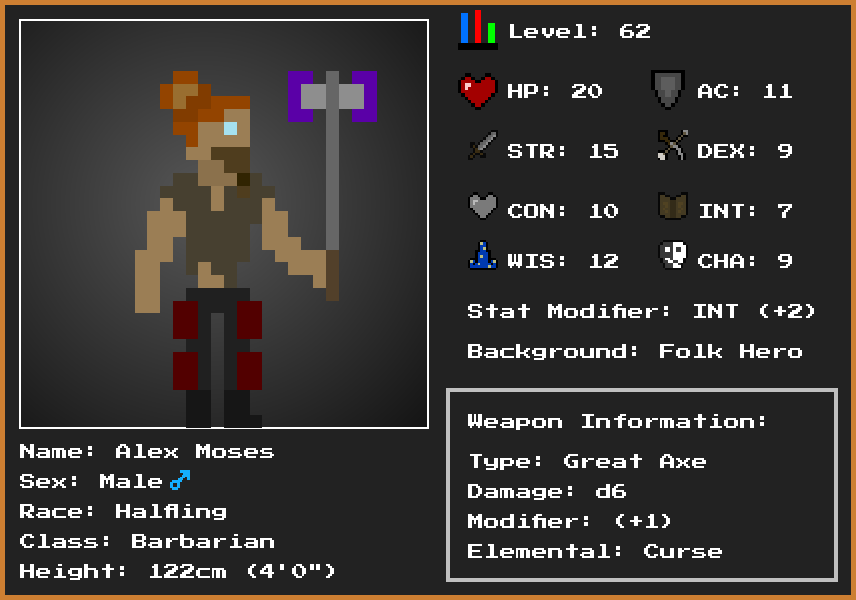 Level: 62
HP: 20
AC: 11
STR: 15
DEX: 9
CON: 10
INT: 7
WIS: 12
CHA: 9
Stat Modifier: INT (+2)
Background: Folk Hero
Name: Alex Moses
Sex: Male ♂
Race: Halfling
Class: Barbarian
Height: 122cm (4'0")
Weapon Information:
Type: Great Axe
Damage: d6
Modifier: (+1)
Elemental: Curse